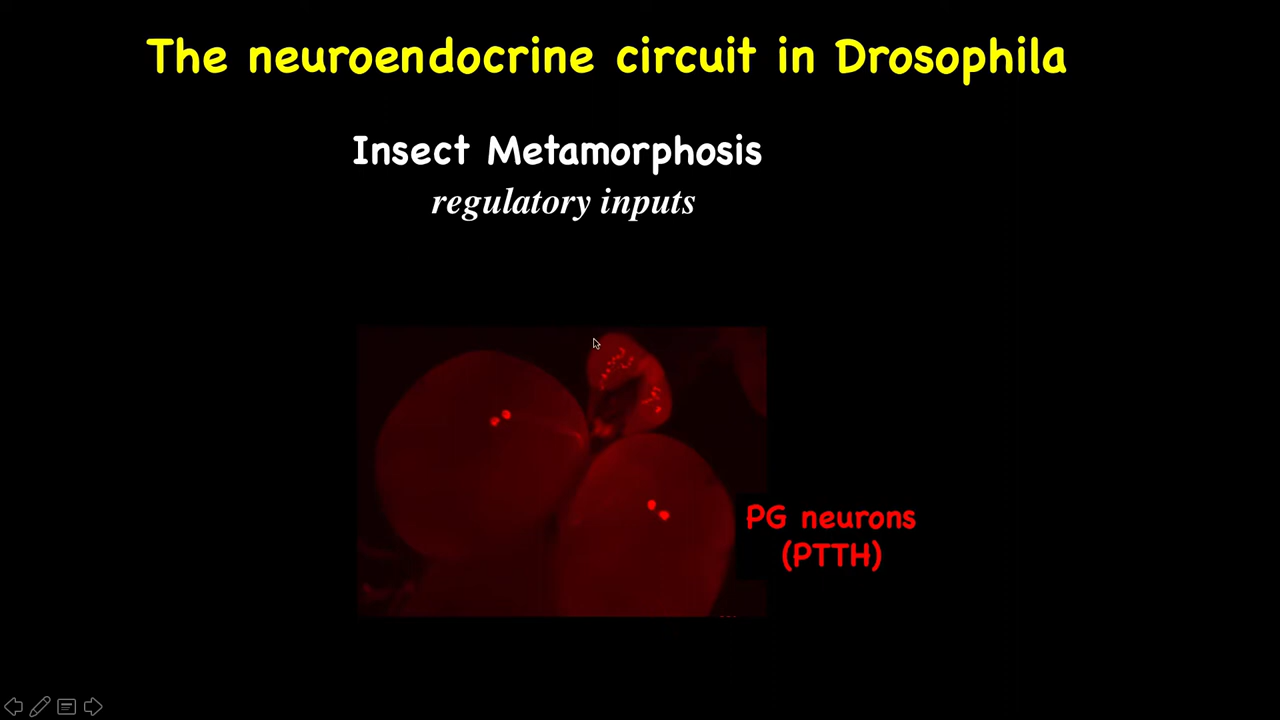 The neuroendocrine circuit in Drosophila
Insect Metamorphosis
regulatory inputs
PG neurons
(PTTH)